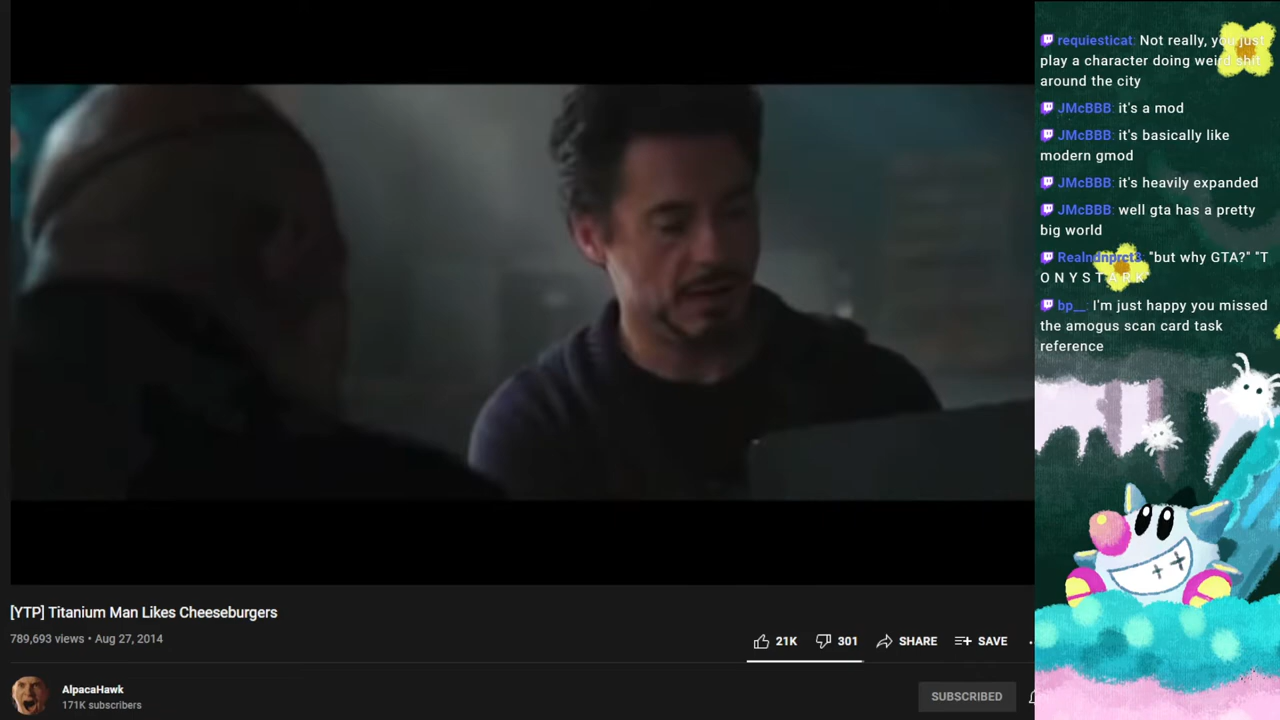 requiesticat: Not really, you just
play a character doing weird shit
around the city
JMcBBB: it's a mod
JMcBBB: it's basically like
modern gmod
JMcBBB: it's heavily expanded
JMcBBB: well gta has a pretty
big world
Realndnprct3: "but why GTA?" "T
O N Y S T A R K"
bp__: I'm just happy you missed
the amogus scan card task
reference
[YTP] Titanium Man Likes Cheeseburgers
789,693 views • Aug 27, 2014
21K
301
SHARE
SAVE
AlpacaHawk
171K subscribers
SUBSCRIBED